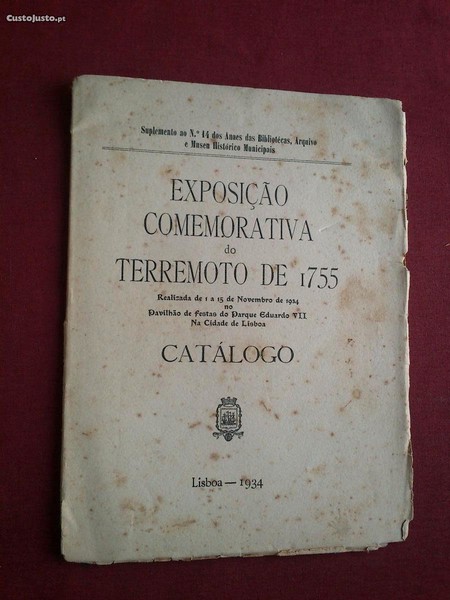 CustoJusto.pt
Suplemento ao N.º 14 dos Anaes das Bibliotécas, Arquivo
e Museu Histórico Municipais
EXPOSIÇÃO
COMEMORATIVA
do
TERREMOTO DE 1755
Realizada de 1 a 15 de Novembro de 1934
no
Pavilhão de Festas do Parque Eduardo VII
Na Cidade de Lisboa
CATÁLOGO
Lisboa — 1934